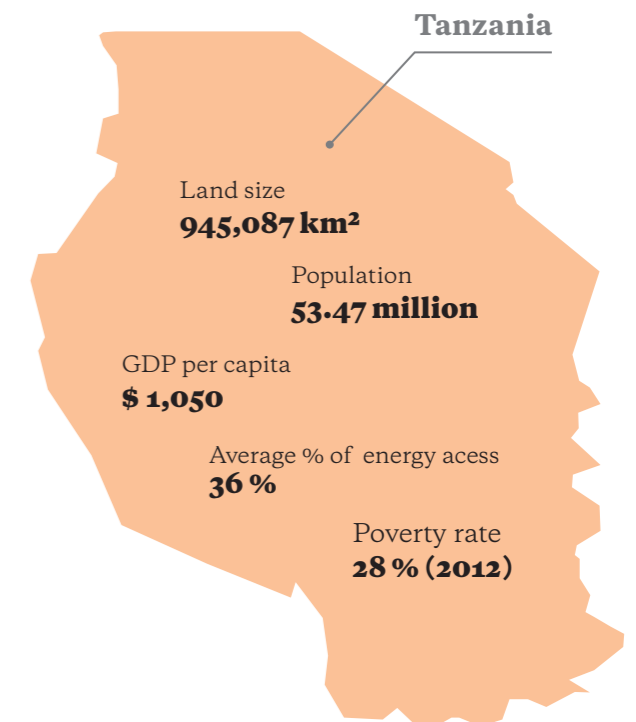 Tanzania
Land size
945,087 km²
Population
53.47 million
GDP per capita
$ 1,050
Average % of energy acess
36 %
Poverty rate
28 % (2012)